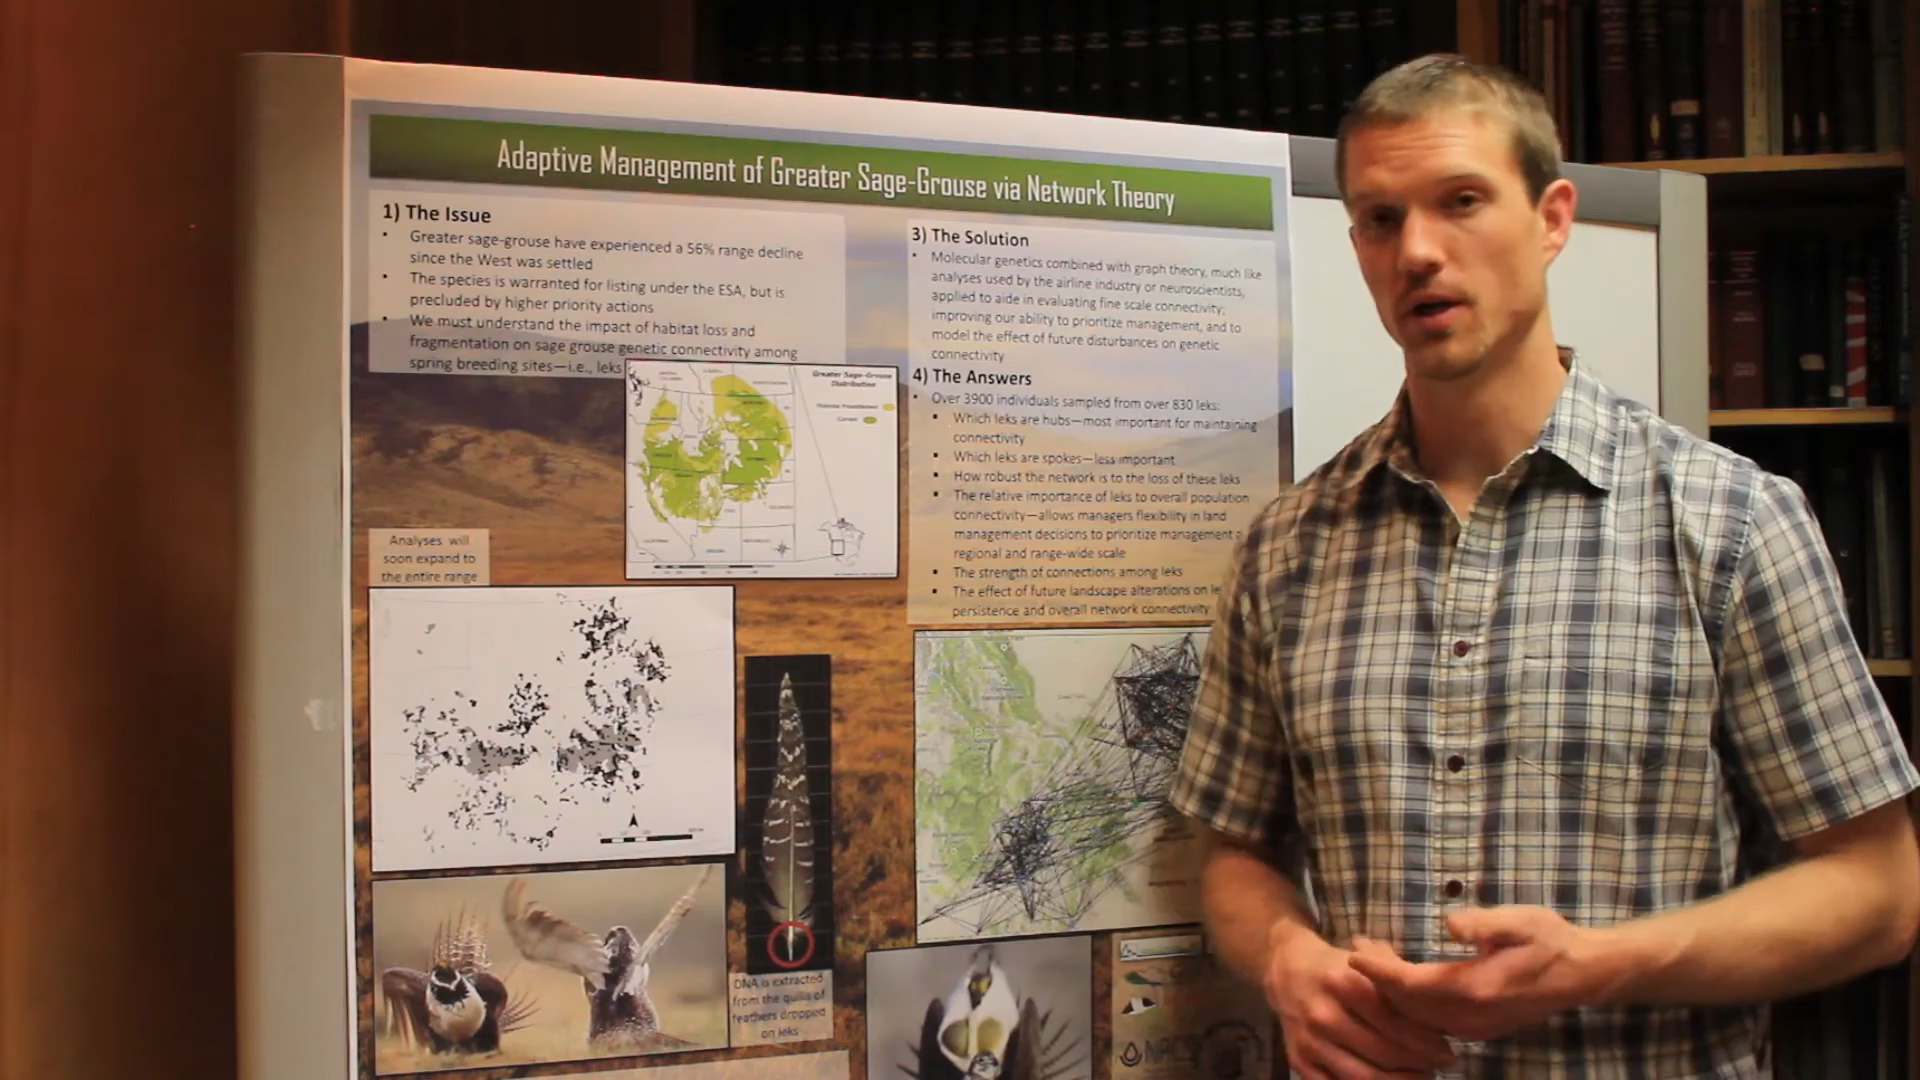 Adaptive Management of Greater Sage-Grouse via Network Theory
1) The Issue
• Greater sage-grouse have experienced a 56% range decline
since the West was settled
• The species is warranted for listing under the ESA, but is
precluded by higher priority actions
• We must understand the impact of habitat loss and
fragmentation on sage grouse genetic connectivity among
spring breeding sites—i.e., leks
Greater Sage-Grouse
Distribution
Current
Analyses will
soon expand to
the entire range
DNA is extracted
from the quills of
feathers dropped
on leks
3) The Solution
• Molecular genetics combined with graph theory, much like
analyses used by the airline industry or neuroscientists,
applied to aide in evaluating fine scale connectivity;
improving our ability to prioritize management, and to
model the effect of future disturbances on genetic
connectivity
4) The Answers
• Over 3900 individuals sampled from over 830 leks:
▪ Which leks are hubs—most important for maintaining
connectivity
▪ Which leks are spokes—less important
▪ How robust the network is to the loss of these leks
▪ The relative importance of leks to overall population
connectivity—allows managers flexibility in land
management decisions to prioritize management
regional and range-wide scale
▪ The strength of connections among leks
▪ The effect of future landscape alterations on le
persistence and overall network connectivity
NRCS